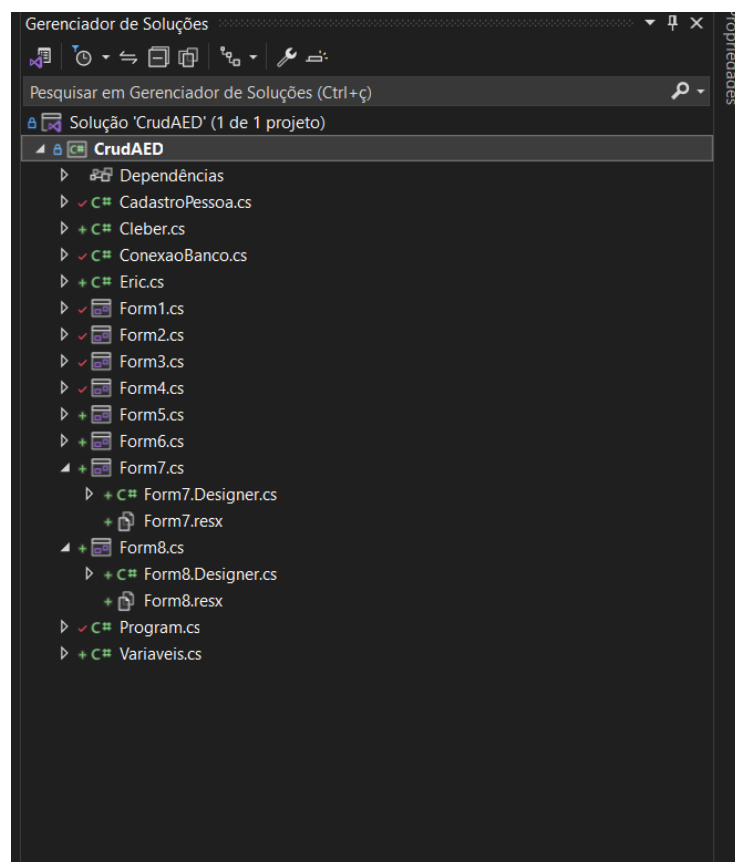 Gerenciador de Soluções
Propriedades
Pesquisar em Gerenciador de Soluções (Ctrl+ç)
Solução 'CrudAED' (1 de 1 projeto)
C# CrudAED
Dependências
C# CadastroPessoa.cs
C# Cleber.cs
C# ConexaoBanco.cs
C# Eric.cs
Form1.cs
Form2.cs
Form3.cs
Form4.cs
Form5.cs
Form6.cs
Form7.cs
C# Form7.Designer.cs
Form7.resx
Form8.cs
C# Form8.Designer.cs
Form8.resx
C# Program.cs
C# Variaveis.cs